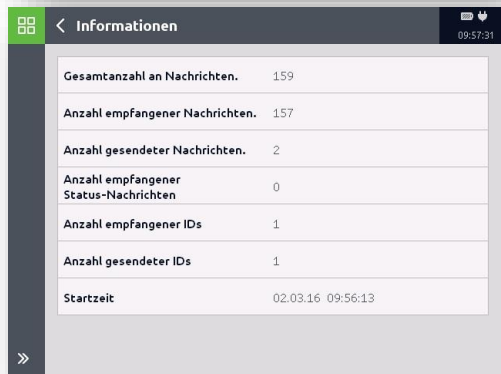 Informationen
09:57:31
Gesamtanzahl an Nachrichten. 159
Anzahl empfangener Nachrichten. 157
Anzahl gesendeter Nachrichten. 2
Anzahl empfangener
Status-Nachrichten 0
Anzahl empfangener IDs 1
Anzahl gesendeter IDs 1
Startzeit 02.03.16 09:56:13